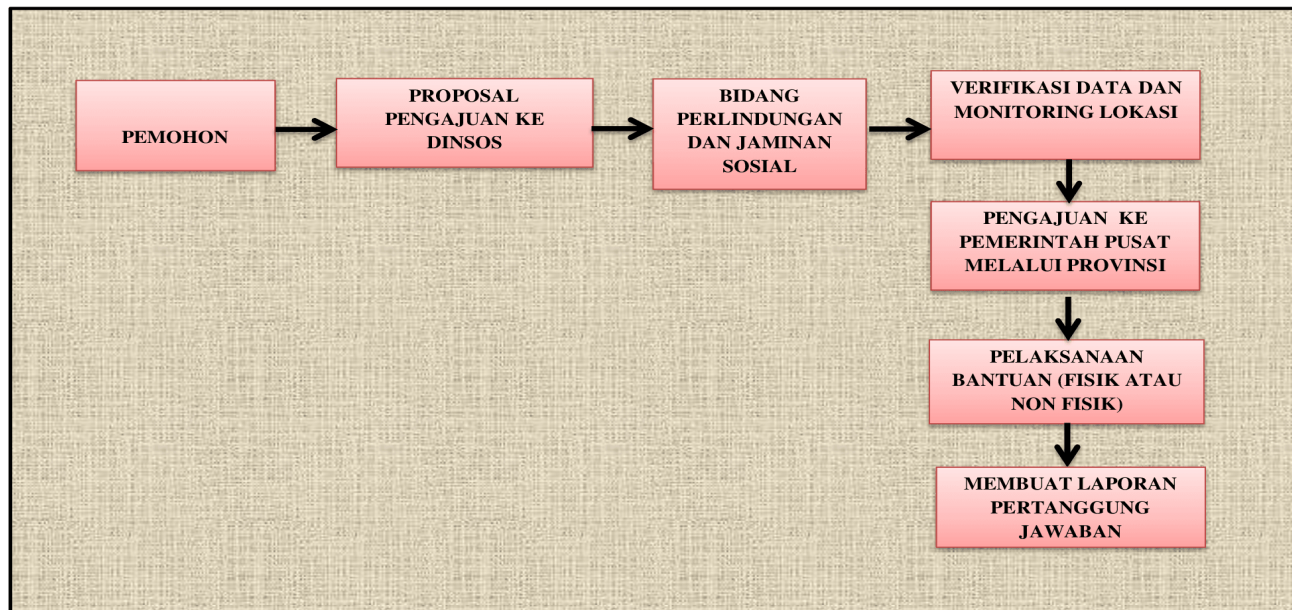 PEMOHON
PROPOSAL
PENGAJUAN KE
DINSOS
BIDANG
PERLINDUNGAN
DAN JAMINAN
SOSIAL
VERIFIKASI DATA DAN
MONITORING LOKASI
PENGAJUAN KE
PEMERINTAH PUSAT
MELALUI PROVINSI
PELAKSANAAN
BANTUAN (FISIK ATAU
NON FISIK)
MEMBUAT LAPORAN
PERTANGGUNG
JAWABAN